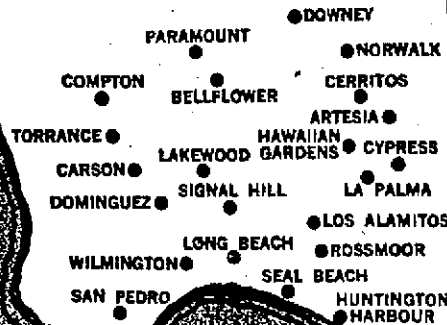 DOWNEY
PARAMOUNT
NORWALK
COMPTON
BELLFLOWER
CERRITOS
ARTESIA
TORRANCE
HAWAIIAN
GARDENS
CYPRESS
CARSON
LAKEWOOD
LA PALMA
DOMINGUEZ
SIGNAL HILL
LOS ALAMITOS
LONG BEACH
ROSSMOOR
WILMINGTON
SEAL BEACH
SAN PEDRO
HUNTINGTON
HARBOUR